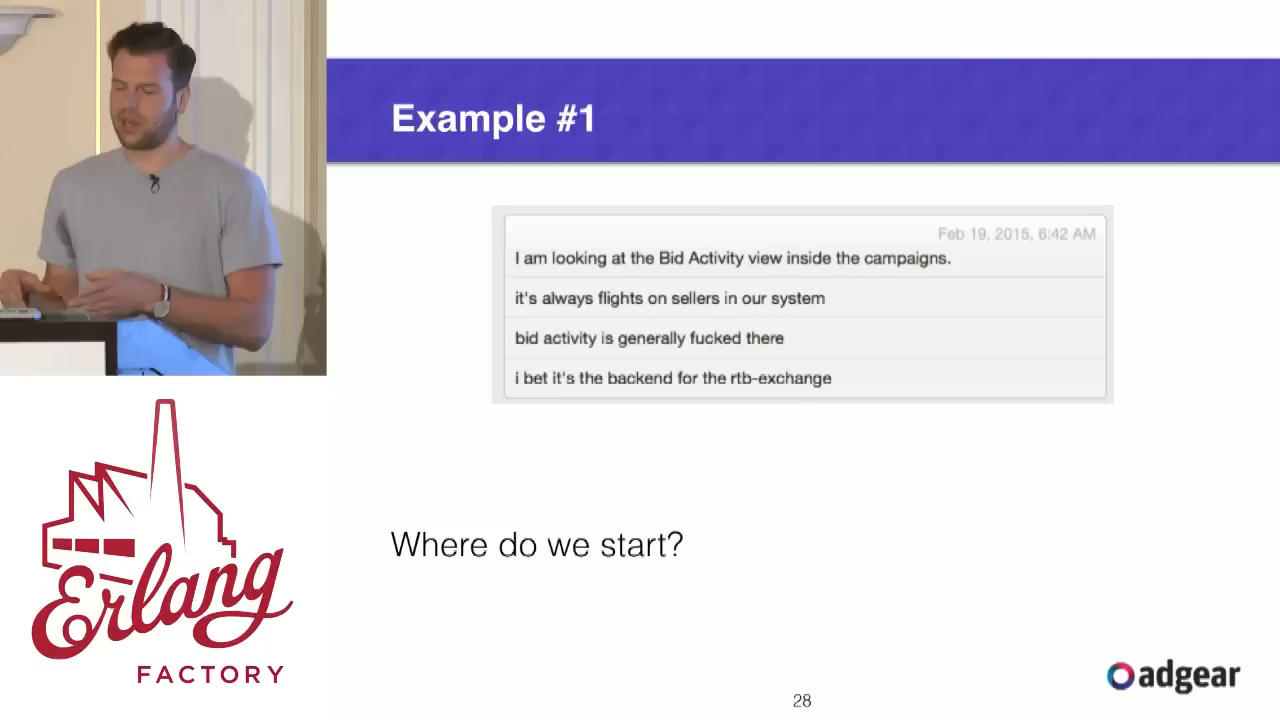 Example #1
Feb 19, 2015, 6:42 AM
I am looking at the Bid Activity view inside the campaigns.
it's always flights on sellers in our system
bid activity is generally fucked there
i bet it's the backend for the rtb-exchange
Where do we start?
Erlang
FACTORY
adgear
28